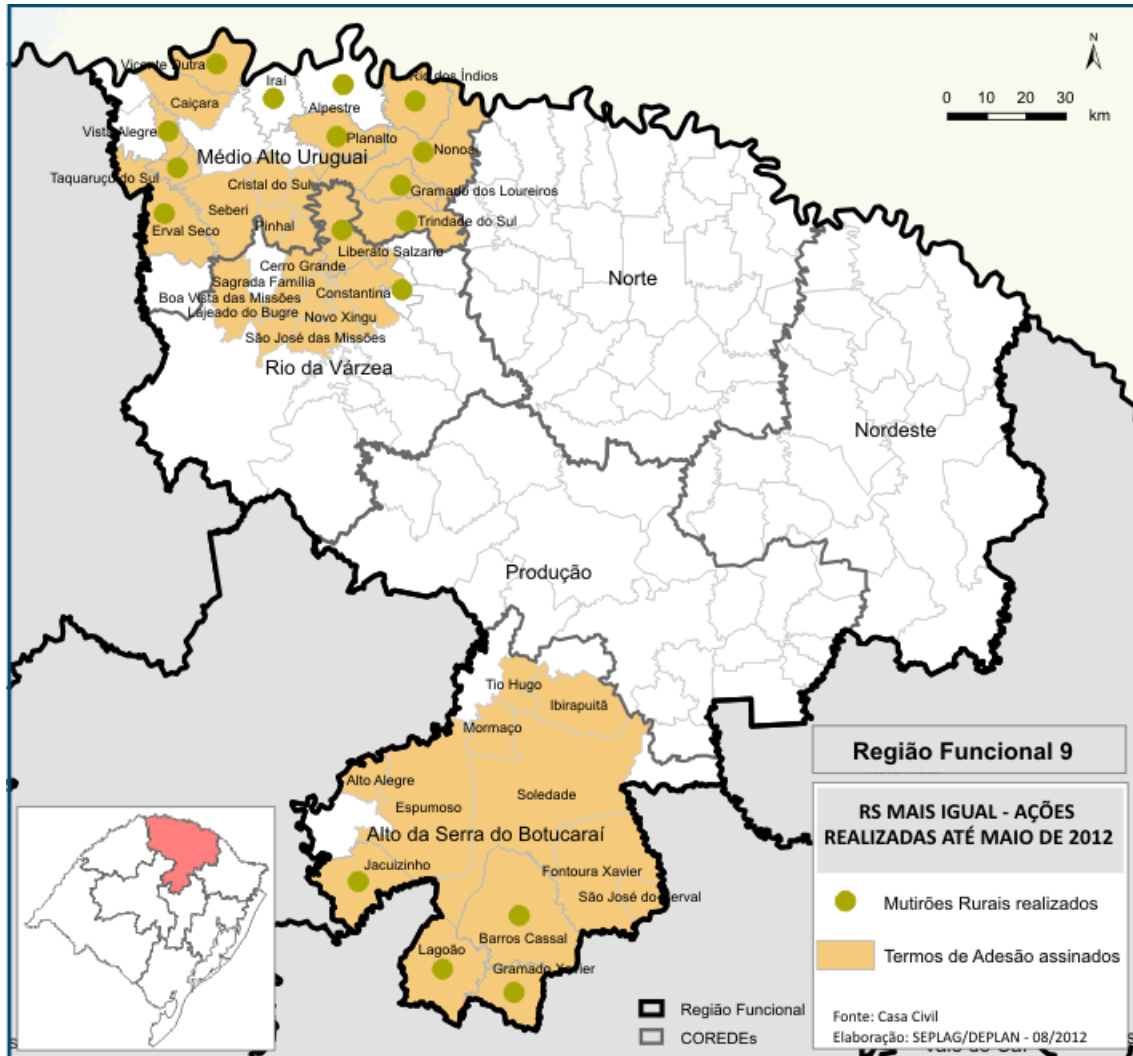 N
0 10 20 30
km
Vicente Dutra
Iraí
Rio dos Índios
Caiçara
Alpestre
Vista Alegre
Planalto
Nonoai
Médio Alto Uruguai
Taquaruçu do Sul
Cristal do Sul
Gramado dos Loureiros
Seberi
Trindade do Sul
Erval Seco
Pinhal
Liberato Salzano
Cerro Grande
Norte
Sagrada Família
Constantina
Boa Vista das Missões
Lajeado do Bugre
Novo Xingu
São José das Missões
Rio da Várzea
Nordeste
Produção
Tio Hugo
Ibirapuitã
Mormaço
Alto Alegre
Soledade
Espumoso
Alto da Serra do Botucaraí
Jacuizinho
Fontoura Xavier
São José do Herval
Barros Cassal
Lagoão
Gramado Xavier
Região Funcional 9
RS MAIS IGUAL - AÇÕES
REALIZADAS ATÉ MAIO DE 2012
Mutirões Rurais realizados
Termos de Adesão assinados
Região Funcional
COREDEs
Fonte: Casa Civil
Elaboração: SEPLAG/DEPLAN - 08/2012